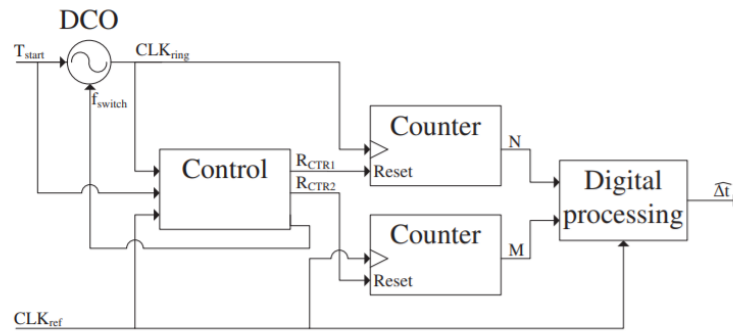 DCO
T_start
CLK_ring
f_switch
Control
R_CTR1
R_CTR2
Counter
Reset
N
Counter
Reset
M
Digital
processing
Δt̂
CLK_ref